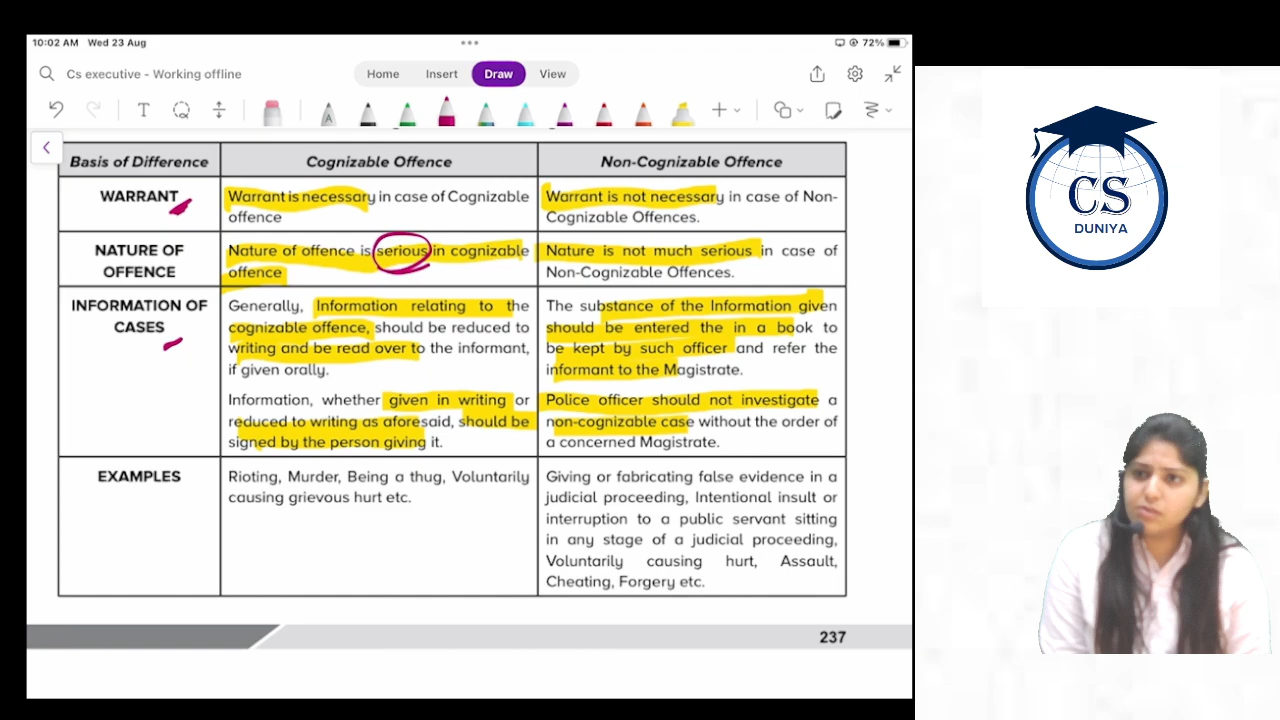 10:02 AM Wed 23 Aug
72%
Cs executive - Working offline
Home Insert Draw View
T
A
Basis of Difference Cognizable Offence Non-Cognizable Offence
WARRANT
Warrant is necessary in case of Cognizable
offence
Warrant is not necessary in case of Non-
Cognizable Offences.
NATURE OF
OFFENCE
Nature of offence is serious in cognizable
offence
Nature is not much serious in case of
Non-Cognizable Offences.
INFORMATION OF
CASES
Generally, Information relating to the
cognizable offence, should be reduced to
writing and be read over to the informant,
if given orally.
Information, whether given in writing or
reduced to writing as aforesaid, should be
signed by the person giving it.
The substance of the Information given
should be entered the in a book to
be kept by such officer and refer the
informant to the Magistrate.
Police officer should not investigate a
non-cognizable case without the order of
a concerned Magistrate.
EXAMPLES
Rioting, Murder, Being a thug, Voluntarily
causing grievous hurt etc.
Giving or fabricating false evidence in a
judicial proceeding, Intentional insult or
interruption to a public servant sitting
in any stage of a judicial proceeding,
Voluntarily causing hurt, Assault,
Cheating, Forgery etc.
237
CS
DUNIYA